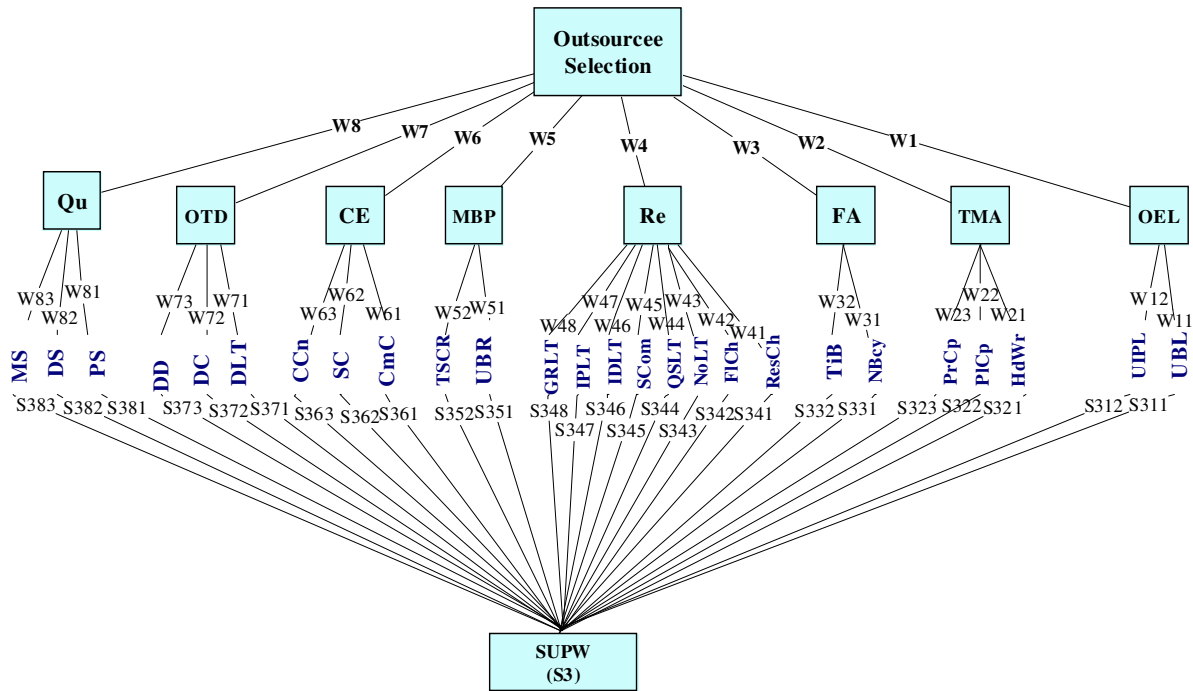 Outsourcee
Selection
W8
W7
W6
W5
W4
W3
W2
W1
Qu
OTD
CE
MBP
Re
FA
TMA
OEL
W83
W82
W81
W73
W72
W71
W63
W62
W61
W52
W51
W48
W47
W46
W45
W44
W43
W42
W41
W32
W31
W23
W22
W21
W12
W11
MS
DS
PS
DD
DC
DLT
CCn
SC
CmC
TSCR
UBR
GRLT
IPLT
IDLT
SCom
QSLT
NoLT
FlCh
ResCh
TiB
NBcy
PrCp
PlCp
HdWr
UIPL
UBL
S383
S382
S381
S373
S372
S371
S363
S362
S361
S352
S351
S348
S347
S346
S345
S344
S343
S342
S341
S332
S331
S323
S322
S321
S312
S311
SUPW
(S3)